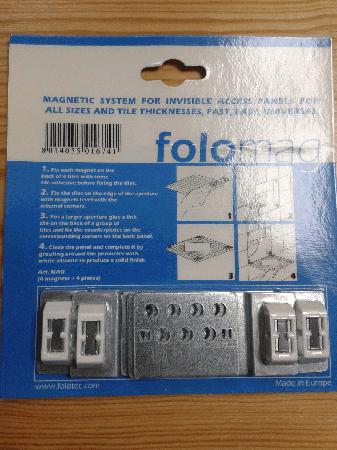 MAGNETIC SYSTEM FOR INVISIBLE ACCESS PANELS FOR
ALL SIZES AND TILE THICKNESSES, FAST, EASY, UNIVERSAL
8014055016741
folomag
1. Fix each magnet on the
back of 4 tiles with some
tile adhesive before fixing the tiles.
2. Fix the tiles on the edge of the aperture
with magnets level with the
internal corners.
3. For a larger aperture glue a link
tile on the back of a group of
tiles and fix the counterplates on the
corresponding corners on the back panel.
4. Close the panel and complete it by
grouting around the perimeter with
white silicone to produce a solid finish.
Art. MAG
(4 magnets + 4 plates)
1
2
3
4
www.folotec.com
Made in Europe